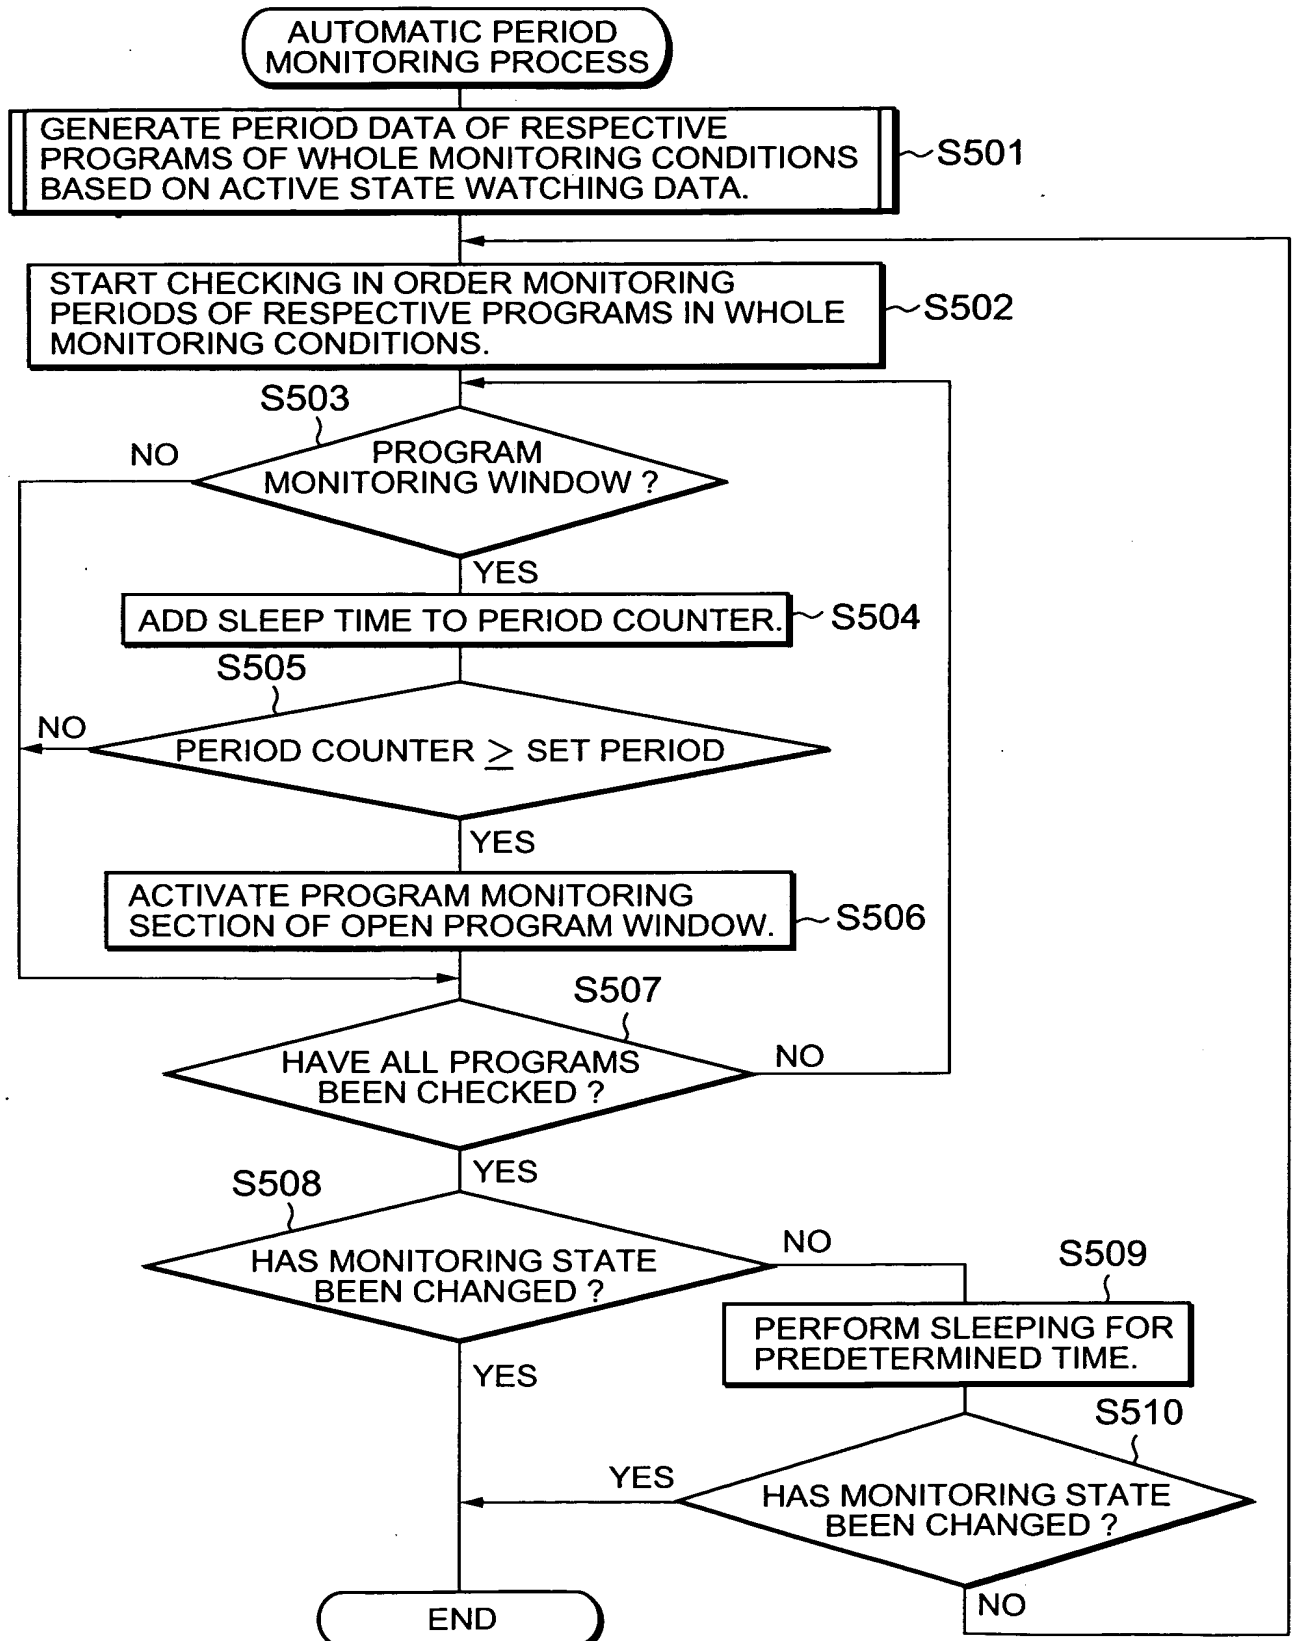 AUTOMATIC PERIOD
MONITORING PROCESS
GENERATE PERIOD DATA OF RESPECTIVE
PROGRAMS OF WHOLE MONITORING CONDITIONS
BASED ON ACTIVE STATE WATCHING DATA.
S501
START CHECKING IN ORDER MONITORING
PERIODS OF RESPECTIVE PROGRAMS IN WHOLE
MONITORING CONDITIONS.
S502
S503
NO
PROGRAM
MONITORING WINDOW ?
YES
ADD SLEEP TIME TO PERIOD COUNTER.
S504
S505
NO
PERIOD COUNTER ≥ SET PERIOD
YES
ACTIVATE PROGRAM MONITORING
SECTION OF OPEN PROGRAM WINDOW.
S506
S507
HAVE ALL PROGRAMS
BEEN CHECKED ?
NO
YES
S508
HAS MONITORING STATE
BEEN CHANGED ?
NO
S509
PERFORM SLEEPING FOR
PREDETERMINED TIME.
YES
S510
YES
HAS MONITORING STATE
BEEN CHANGED ?
NO
END